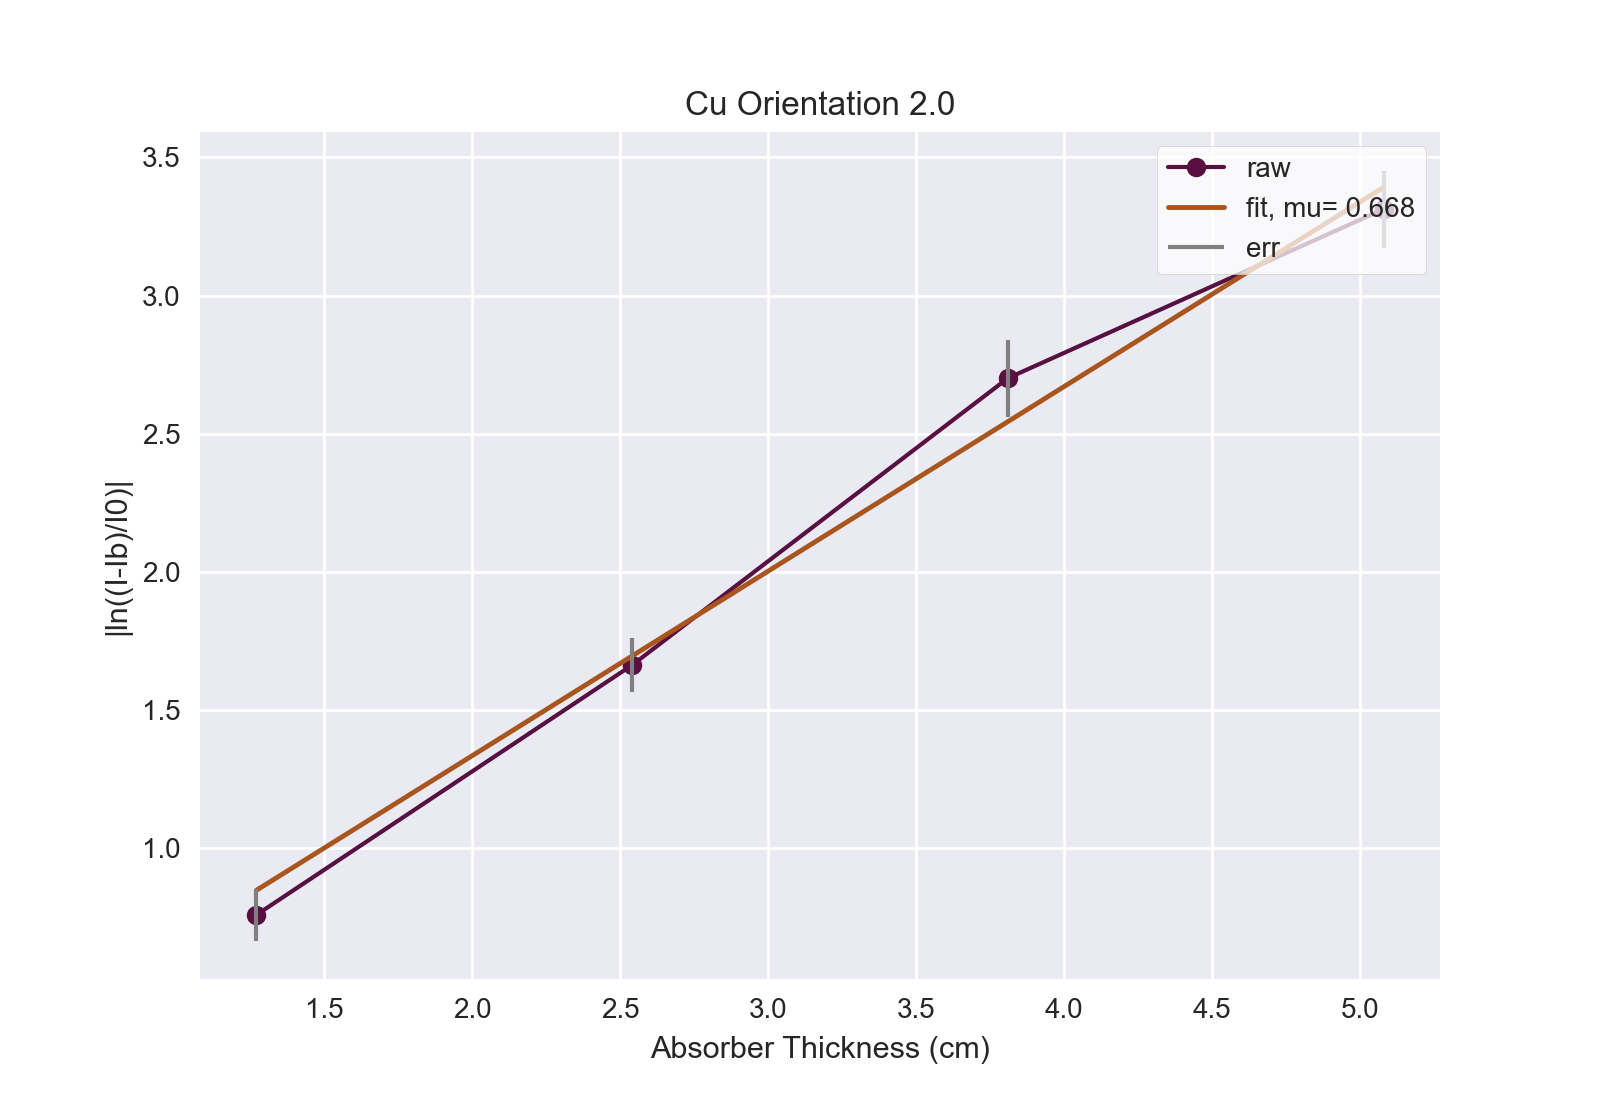 Cu Orientation 2.0
3.5
3.0
2.5
2.0
1.5
1.0
|ln((I-Ib)/I0)|
raw
fit, mu= 0.668
err
1.5 2.0 2.5 3.0 3.5 4.0 4.5 5.0
Absorber Thickness (cm)